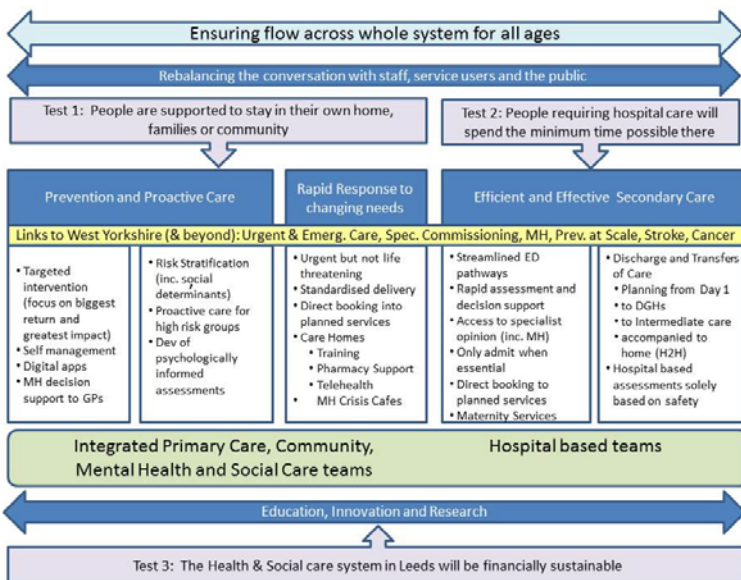 Ensuring flow across whole system for all ages
Rebalancing the conversation with staff, service users and the public
Test 1: People are supported to stay in their own home,
families or community
Test 2: People requiring hospital care will
spend the minimum time possible there
Prevention and Proactive Care
Rapid Response to
changing needs
Efficient and Effective Secondary Care
Links to West Yorkshire (& beyond): Urgent & Emerg. Care, Spec. Commissioning, MH, Prev. at Scale, Stroke, Cancer
• Targeted
intervention
(focus on biggest
return and
greatest impact)
• Self management
• Digital apps
• MH decision
support to GPs
• Risk Stratification
(inc. social
determinants)
• Proactive care for
high risk groups
• Dev of
psychologically
informed
assessments
• Urgent but not life
threatening
• Standardised delivery
• Direct booking into
planned services
• Care Homes
• Training
• Pharmacy Support
• Telehealth
• MH Crisis Cafes
• Streamlined ED
pathways
• Rapid assessment and
decision support
• Access to specialist
opinion (inc. MH)
• Only admit when
essential
• Direct booking to
planned services
• Maternity Services
• Discharge and Transfers
of Care
• Planning from Day 1
• to DGHs
• to Intermediate care
• accompanied to
home (H2H)
• Hospital based
assessments solely
based on safety
Integrated Primary Care, Community,
Mental Health and Social Care teams
Hospital based teams
Education, Innovation and Research
Test 3: The Health & Social care system in Leeds will be financially sustainable